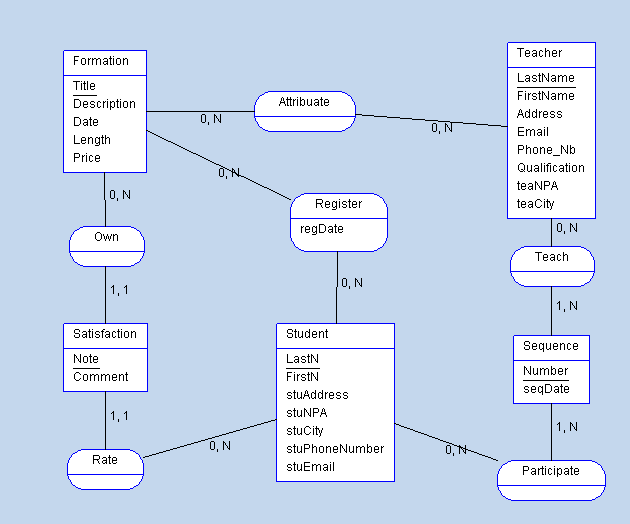 Formation
Title
Description
Date
Length
Price
0, N
Attribuate
0, N
Teacher
LastName
FirstName
Address
Email
Phone_Nb
Qualification
teaNPA
teaCity
0, N
0, N
Register
regDate
0, N
Own
1, 1
0, N
Teach
1, N
Satisfaction
Note
Comment
1, 1
Student
LastN
FirstN
stuAddress
stuNPA
stuCity
stuPhoneNumber
stuEmail
Sequence
Number
seqDate
1, N
Rate
0, N
0, N
Participate